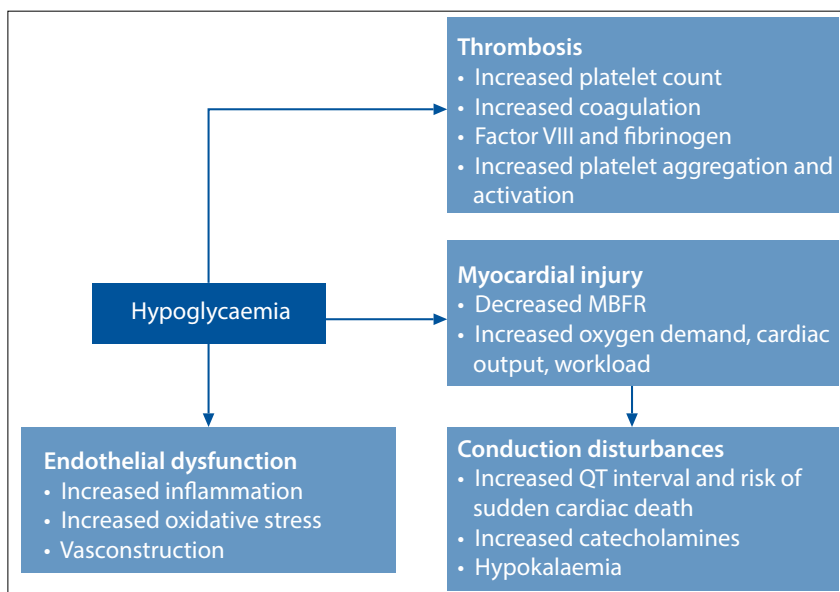 Thrombosis
• Increased platelet count
• Increased coagulation
• Factor VIII and fibrinogen
• Increased platelet aggregation and
activation
Hypoglycaemia
Myocardial injury
• Decreased MBFR
• Increased oxygen demand, cardiac
output, workload
Endothelial dysfunction
• Increased inflammation
• Increased oxidative stress
• Vasconstruction
Conduction disturbances
• Increased QT interval and risk of
sudden cardiac death
• Increased catecholamines
• Hypokalaemia